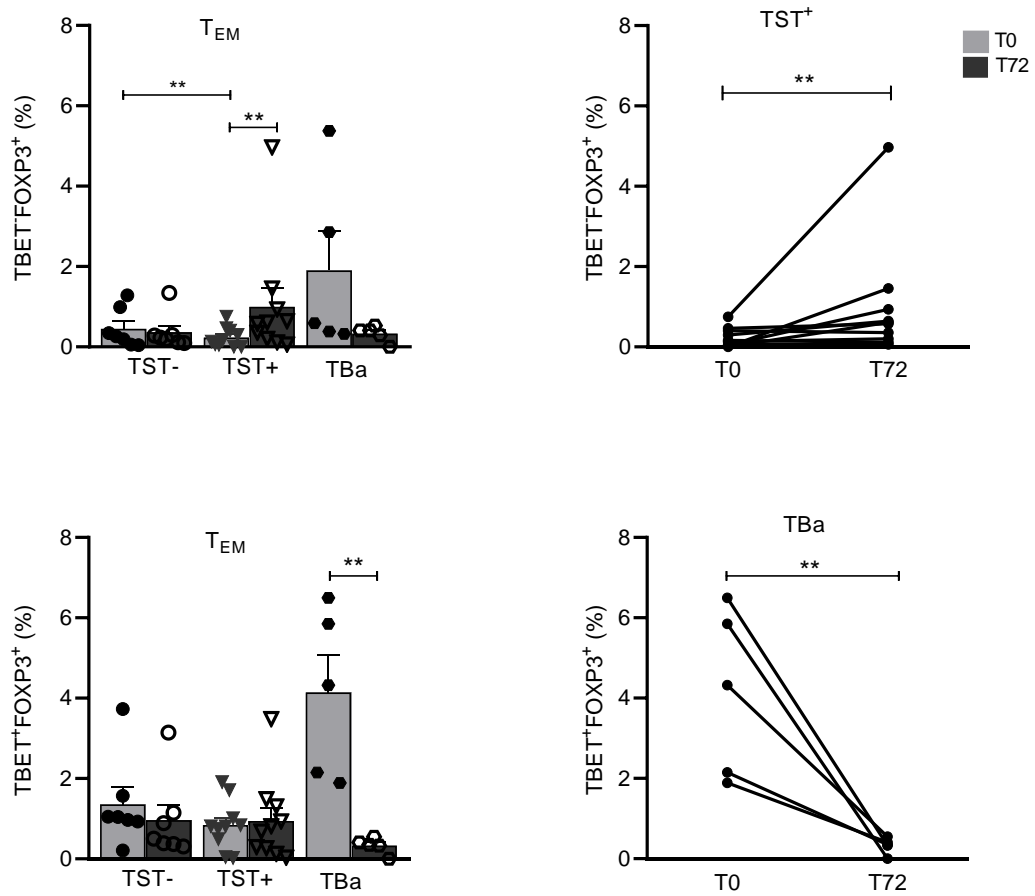 T_EM
TBET⁻FOXP3⁺ (%)
8
6
4
2
0
**
**
TST-
TST+
TBa
TST⁺
TBET⁻FOXP3⁺ (%)
8
6
4
2
0
**
T0
T72
T0
T72
T_EM
TBET⁺FOXP3⁺ (%)
8
6
4
2
0
**
TST-
TST+
TBa
TBa
TBET⁺FOXP3⁺ (%)
8
6
4
2
0
**
T0
T72